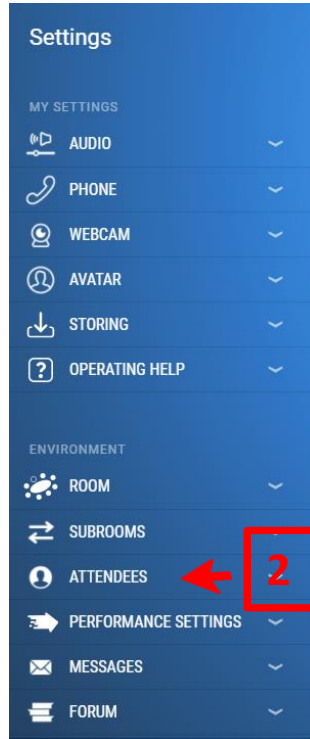 Settings
MY SETTINGS
AUDIO
PHONE
WEBCAM
AVATAR
STORING
OPERATING HELP
ENVIRONMENT
ROOM
SUBROOMS
ATTENDEES 2
PERFORMANCE SETTINGS
MESSAGES
FORUM